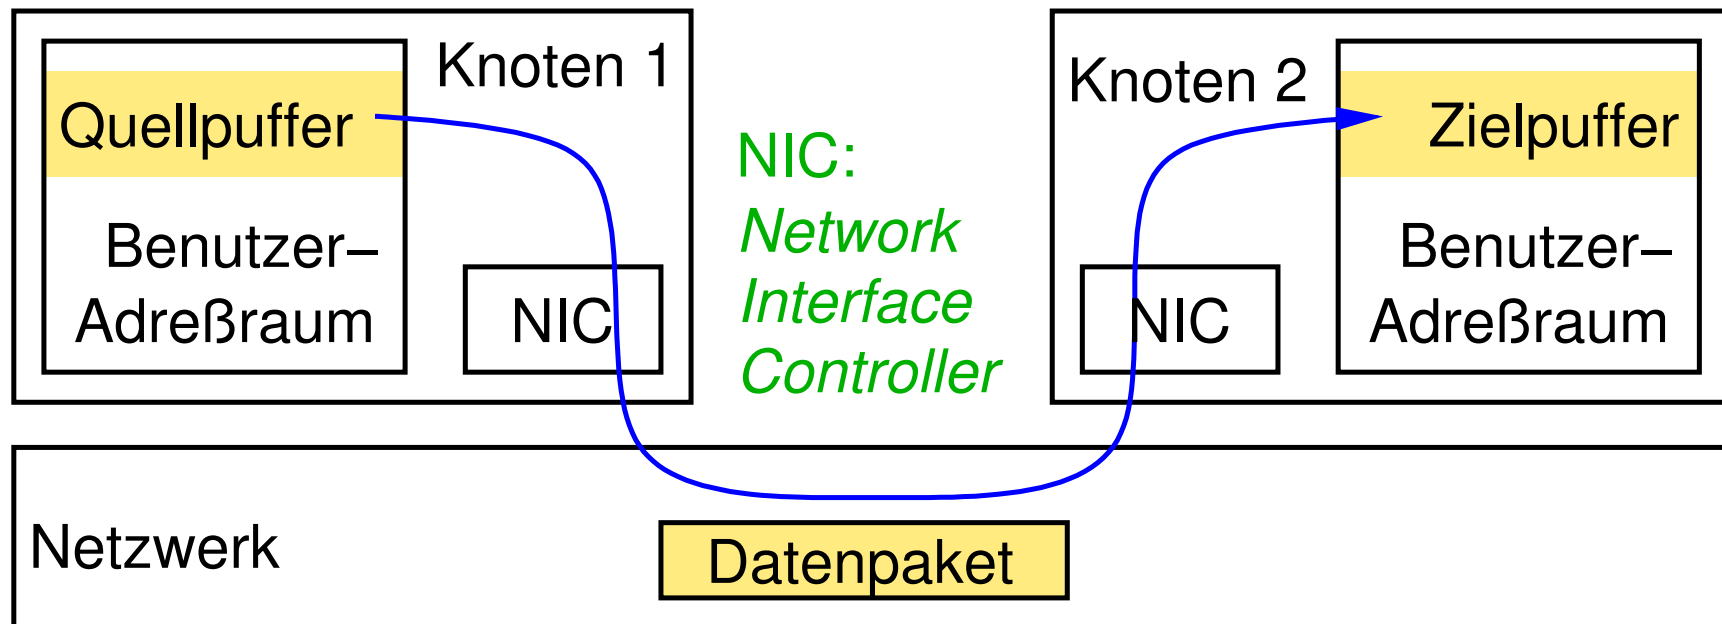 Knoten 1
Quellpuffer
Benutzer–
Adreßraum
NIC
NIC:
Network
Interface
Controller
Knoten 2
Zielpuffer
Benutzer–
Adreßraum
NIC
Netzwerk
Datenpaket